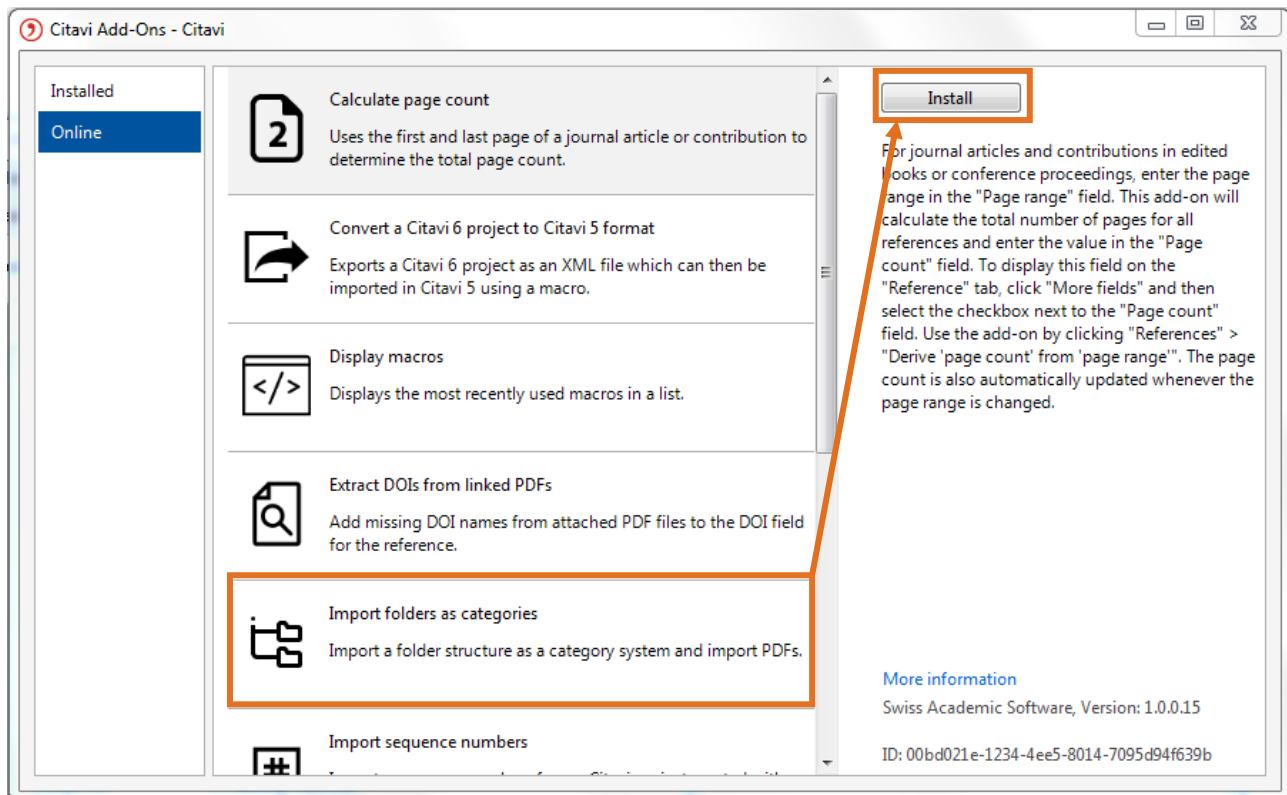 Citavi Add-Ons - Citavi
Installed
Online
Calculate page count
Uses the first and last page of a journal article or contribution to
determine the total page count.
Convert a Citavi 6 project to Citavi 5 format
Exports a Citavi 6 project as an XML file which can then be
imported in Citavi 5 using a macro.
Display macros
Displays the most recently used macros in a list.
Extract DOIs from linked PDFs
Add missing DOI names from attached PDF files to the DOI field
for the reference.
Import folders as categories
Import a folder structure as a category system and import PDFs.
Import sequence numbers
Install
For journal articles and contributions in edited
books or conference proceedings, enter the page
range in the "Page range" field. This add-on will
calculate the total number of pages for all
references and enter the value in the "Page
count" field. To display this field on the
"Reference" tab, click "More fields" and then
select the checkbox next to the "Page count"
field. Use the add-on by clicking "References" >
"Derive 'page count' from 'page range'". The page
count is also automatically updated whenever the
page range is changed.
More information
Swiss Academic Software, Version: 1.0.0.15
ID: 00bd021e-1234-4ee5-8014-7095d94f639b